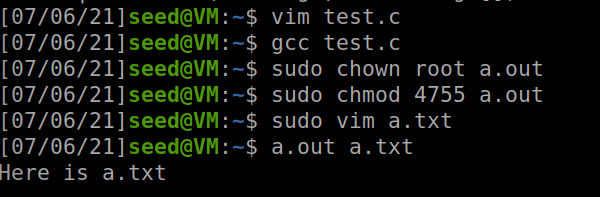 [07/06/21]seed@VM:~$ vim test.c
[07/06/21]seed@VM:~$ gcc test.c
[07/06/21]seed@VM:~$ sudo chown root a.out
[07/06/21]seed@VM:~$ sudo chmod 4755 a.out
[07/06/21]seed@VM:~$ sudo vim a.txt
[07/06/21]seed@VM:~$ a.out a.txt
Here is a.txt